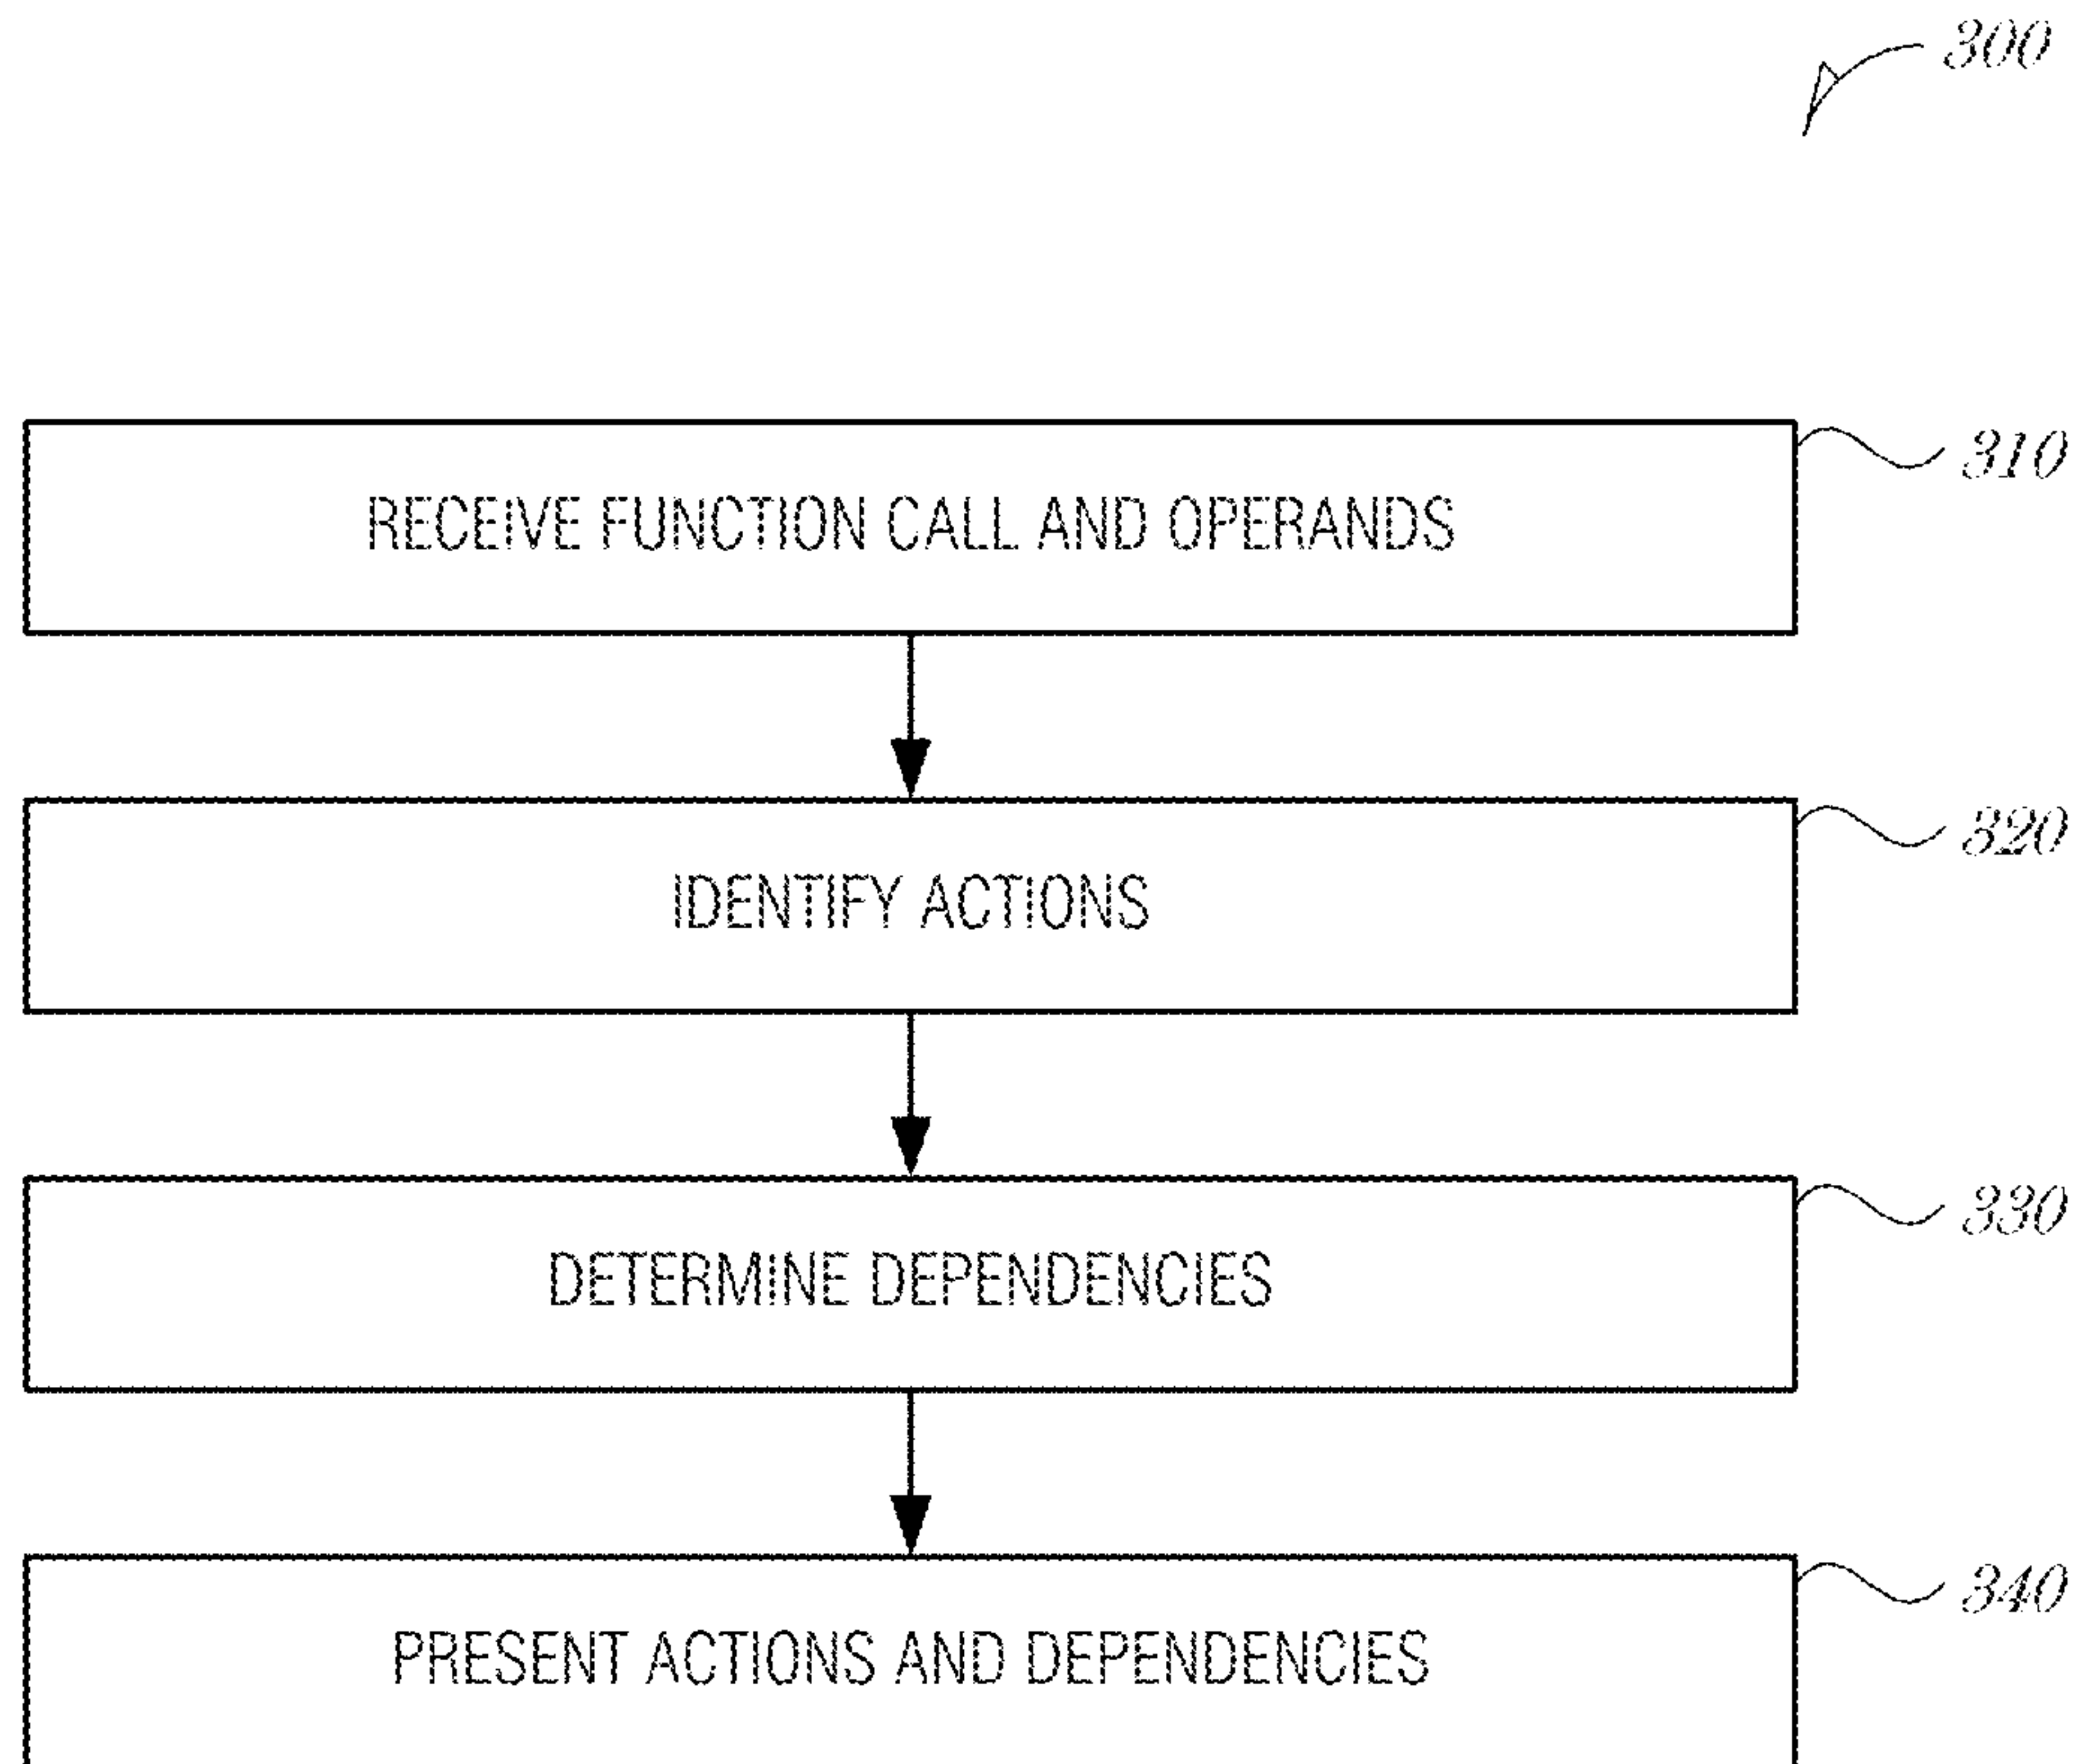 300
RECEIVE FUNCTION CALL AND OPERANDS
310
IDENTIFY ACTIONS
320
DETERMINE DEPENDENCIES
330
PRESENT ACTIONS AND DEPENDENCIES
340